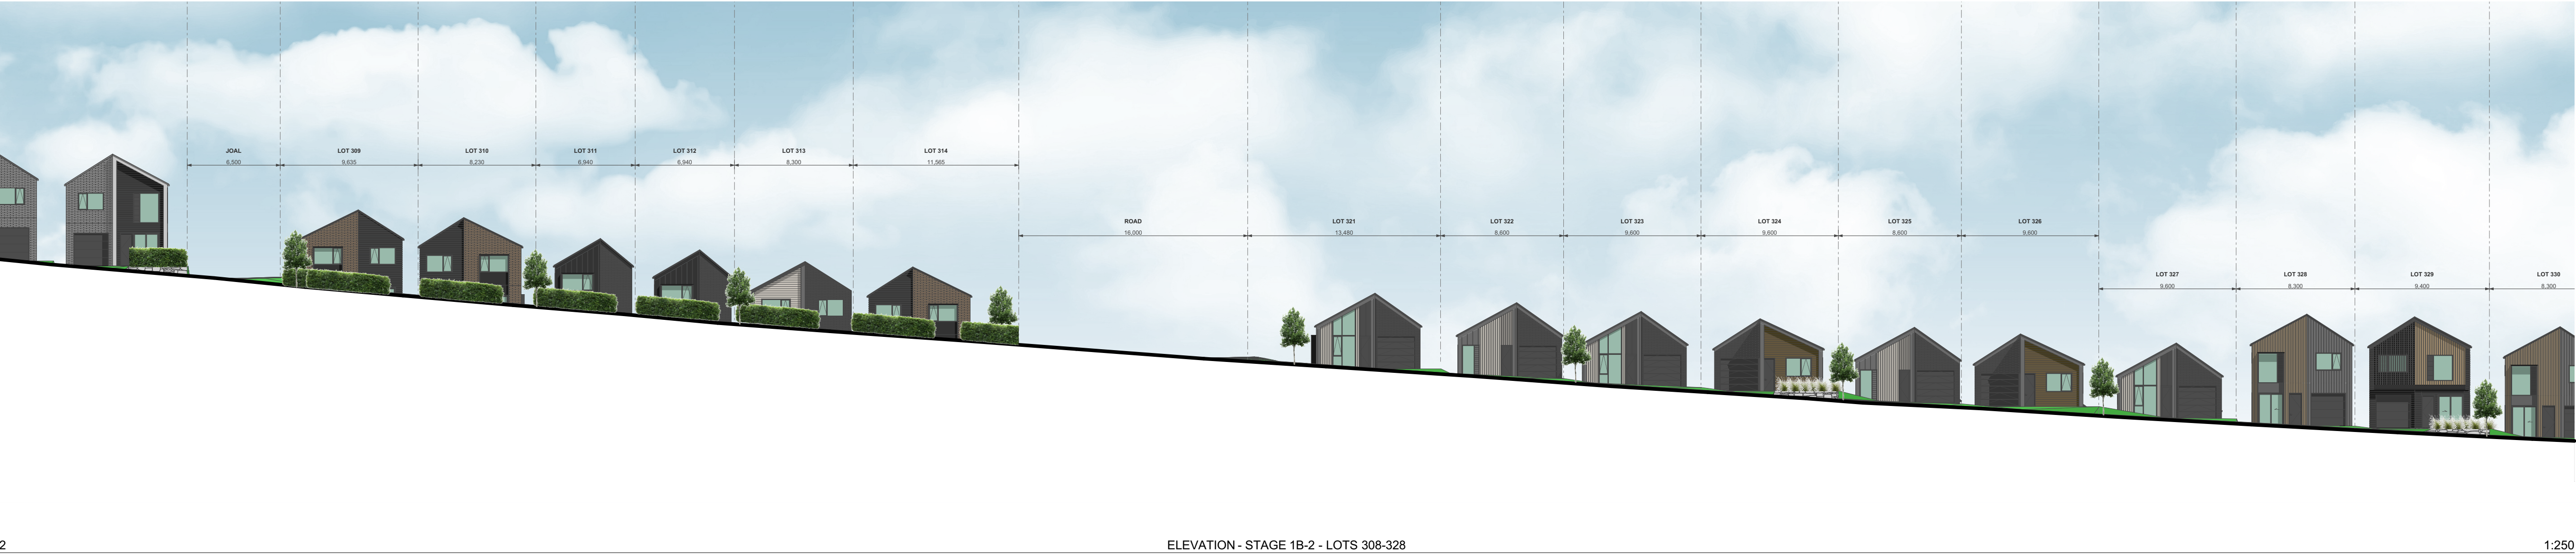 JOAL
6,500
LOT 309
9,635
LOT 310
8,230
LOT 311
6,940
LOT 312
6,940
LOT 313
8,300
LOT 314
11,565
ROAD
16,000
LOT 321
13,480
LOT 322
8,600
LOT 323
9,600
LOT 324
9,600
LOT 325
8,600
LOT 326
9,600
LOT 327
9,600
LOT 328
8,300
LOT 329
9,400
LOT 330
8,300
2
ELEVATION - STAGE 1B-2 - LOTS 308-328
1:250